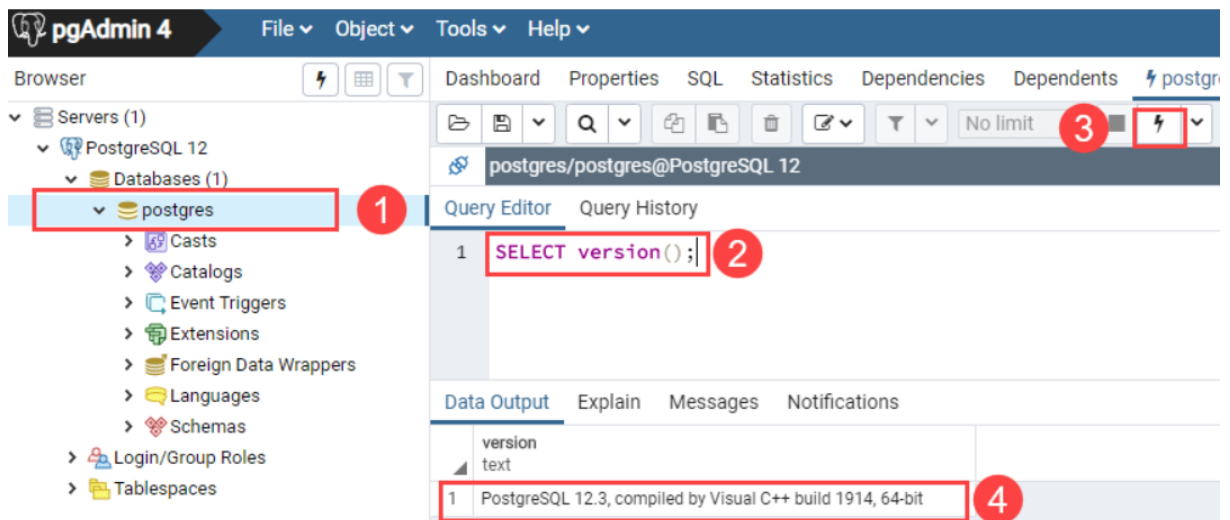 pgAdmin 4 File Object Tools Help
Browser
Servers (1)
PostgreSQL 12
Databases (1)
postgres
1
Casts
Catalogs
Event Triggers
Extensions
Foreign Data Wrappers
Languages
Schemas
Login/Group Roles
Tablespaces
Dashboard Properties SQL Statistics Dependencies Dependents postgre
No limit 3
postgres/postgres@PostgreSQL 12
Query Editor Query History
1 SELECT version(); 2
Data Output Explain Messages Notifications
version
text
1 PostgreSQL 12.3, compiled by Visual C++ build 1914, 64-bit 4